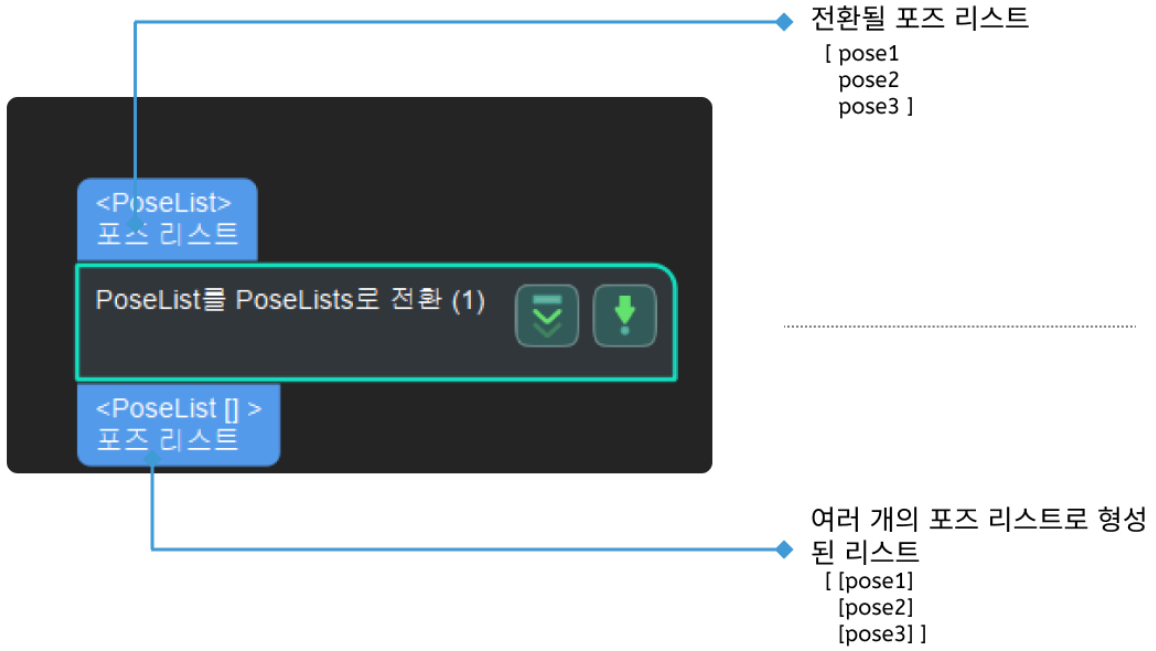 전환될 포즈 리스트
[ pose1
pose2
pose3 ]
<PoseList>
포즈 리스트
PoseList를 PoseLists로 전환 (1)
<PoseList [] >
포즈 리스트
여러 개의 포즈 리스트로 형성
된 리스트
[ [pose1]
[pose2]
[pose3] ]